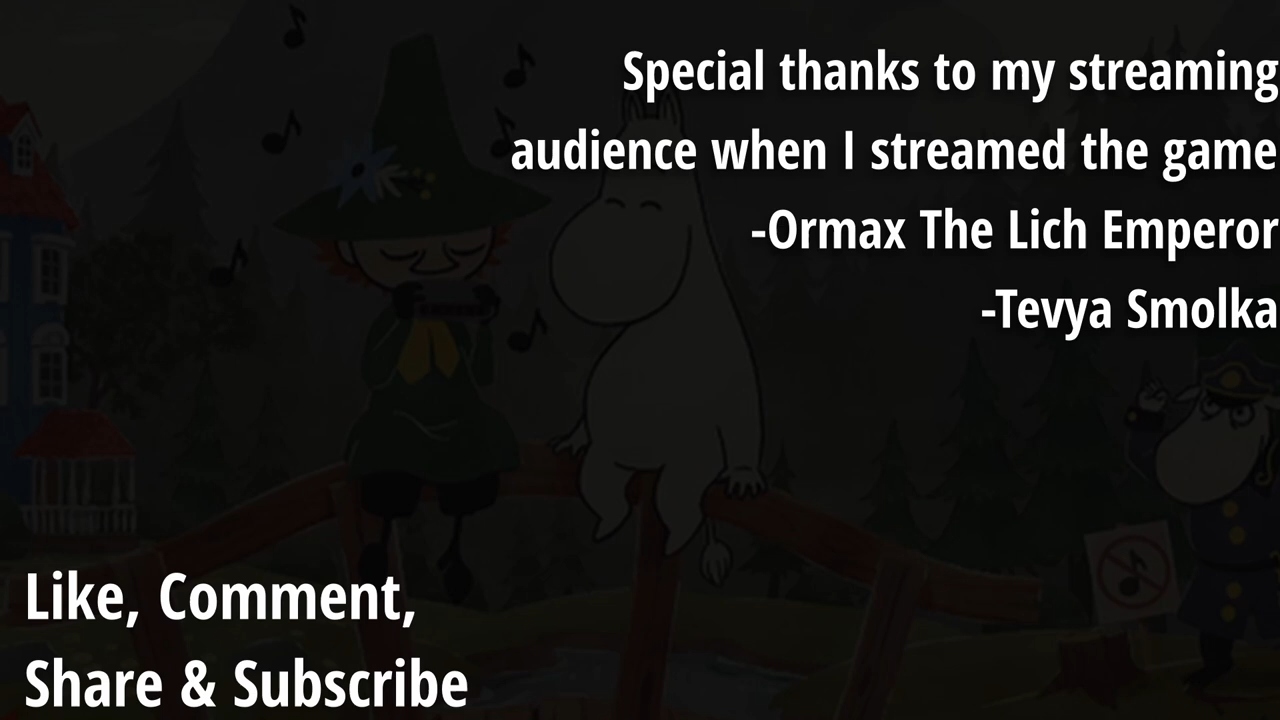 Special thanks to my streaming
audience when I streamed the game
-Ormax The Lich Emperor
-Tevya Smolka
Like, Comment,
Share & Subscribe